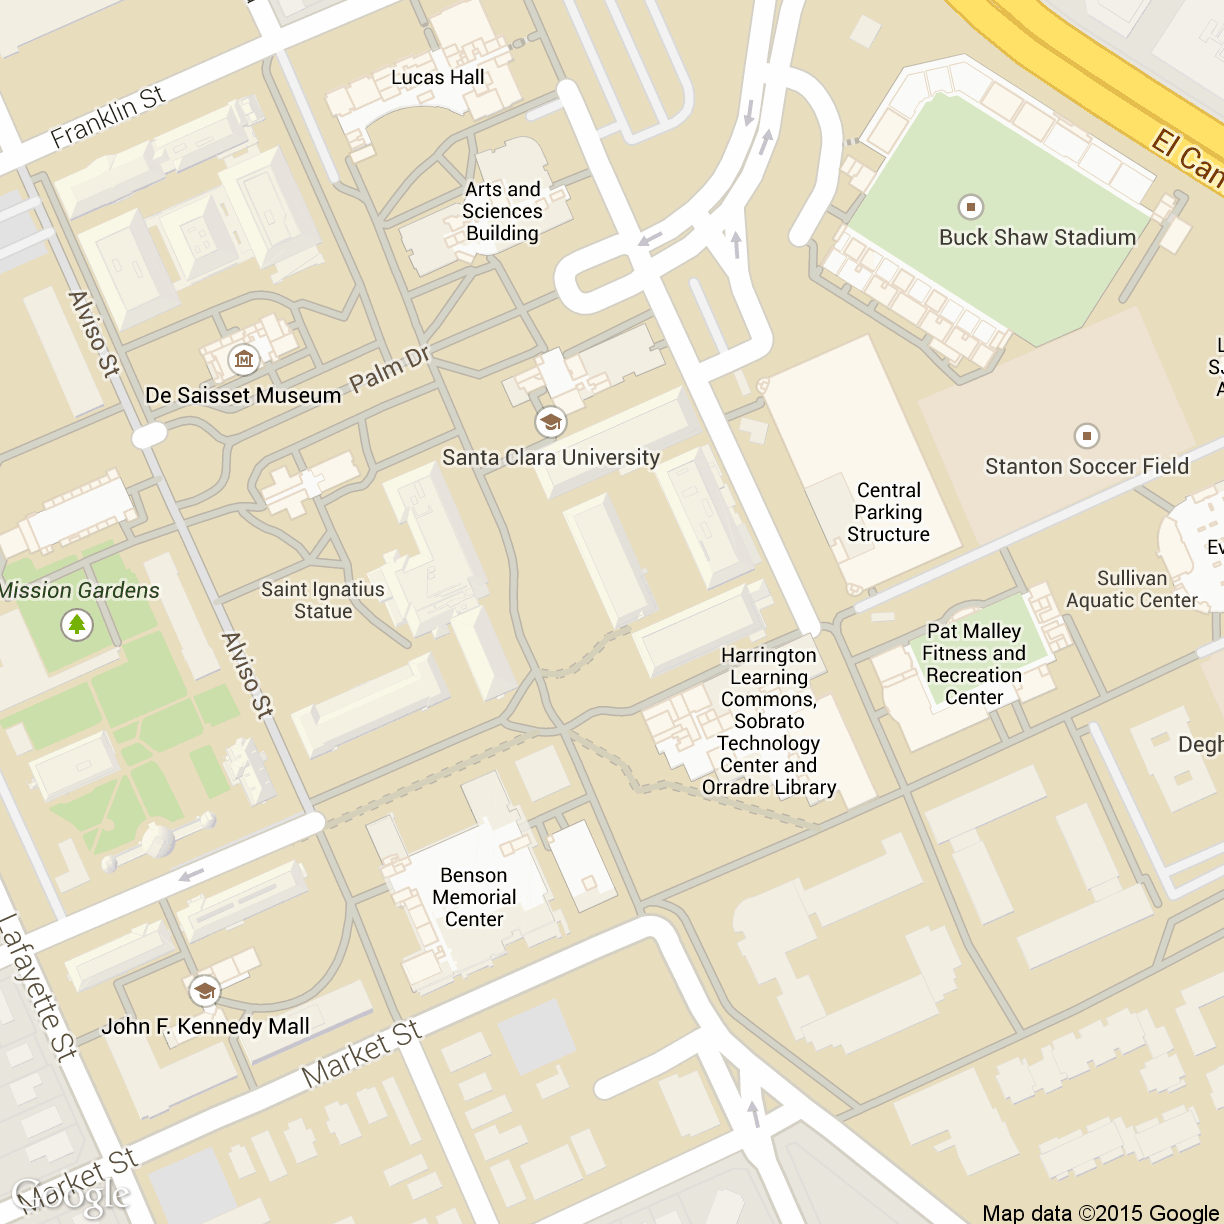 Lucas Hall
Franklin St
El Cam
Arts and
Sciences
Building
Buck Shaw Stadium
Alviso St
Palm Dr
De Saisset Museum
L
SJ
A
Santa Clara University
Stanton Soccer Field
Central
Parking
Structure
Ev
Mission Gardens
Saint Ignatius
Statue
Sullivan
Aquatic Center
Pat Malley
Fitness and
Recreation
Center
Alviso St
Harrington
Learning
Commons,
Sobrato
Technology
Center and
Orradre Library
Degh
Benson
Memorial
Center
Lafayette St
John F. Kennedy Mall
Market St
Market St
Google
Map data ©2015 Google